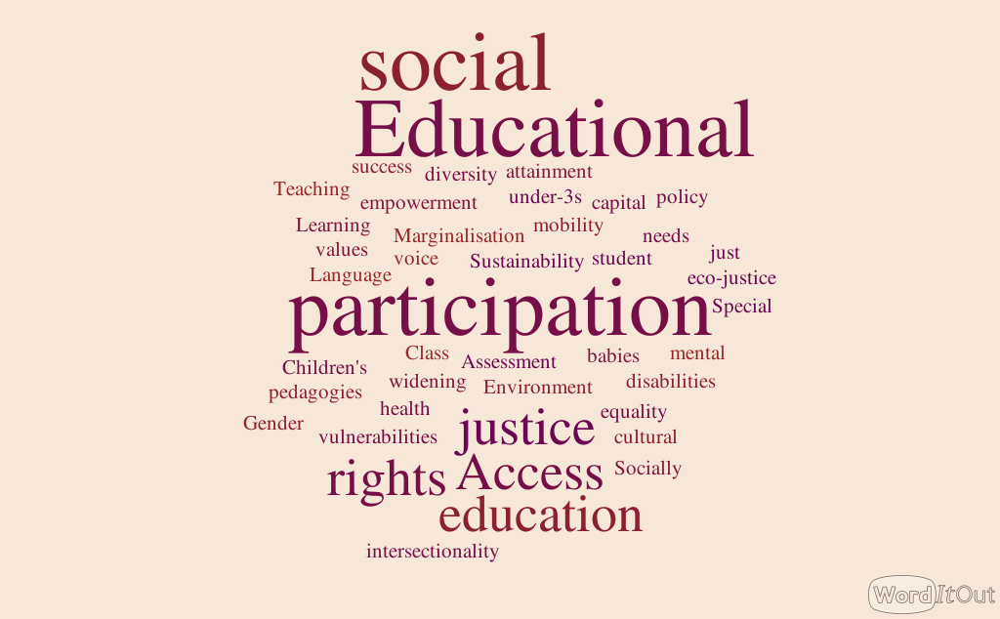 social
Educational
success diversity attainment
Teaching empowerment under-3s capital policy
Learning Marginalisation mobility needs
values voice Sustainability student just
Language eco-justice
participation Special
Class Assessment babies mental
Children's widening Environment disabilities
pedagogies
health justice equality
Gender vulnerabilities cultural
rights Access Socially
education
intersectionality
WordItOut